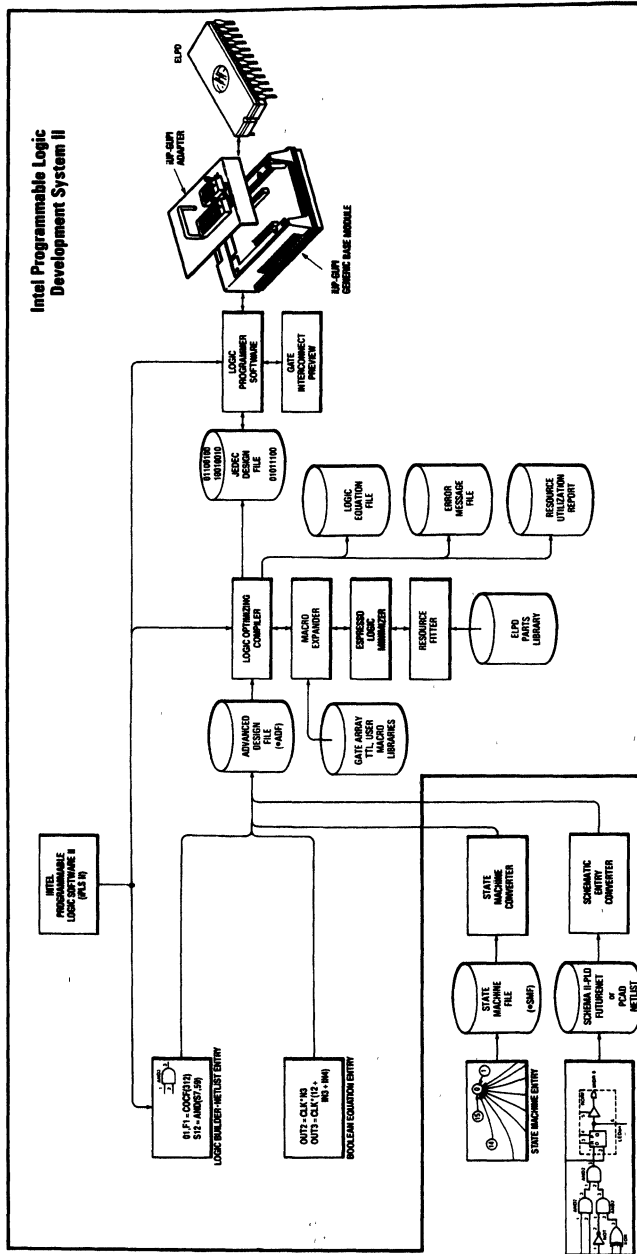 Intel Programmable Logic
Development System II
INTEL
PROGRAMMABLE
LOGIC SOFTWARE II
(iPLS II)
01,F1 = COCF(312)
S12 = AND(S7,S9)
LOGIC BUILDER-NETLIST ENTRY
OUT2 = CLK*N3
OUT3 = CLK*(12 +
IN3 + IN4)
BOOLEAN EQUATION ENTRY
STATE MACHINE ENTRY
STATE
MACHINE
FILE
(*SMF)
STATE
MACHINE
CONVERTER
SCHEMA II-PLD
FUTURENET
or
PCAD
NETLIST
SCHEMATIC
ENTRY
CONVERTER
ADVANCED
DESIGN
FILE
(*ADF)
GATE ARRAY
TTL, USER
MACRO
LIBRARIES
LOGIC OPTIMIZING
COMPILER
MACRO
EXPANDER
ESPRESSO
LOGIC
MINIMIZER
RESOURCE
FITTER
ELPD
PARTS
LIBRARY
01100100
10010010
JEDEC
DESIGN
FILE
01011100
LOGIC
EQUATION
FILE
ERROR
MESSAGE
FILE
RESOURCE
UTILIZATION
REPORT
LOGIC
PROGRAMMER
SOFTWARE
GATE
INTERCONNECT
PREVIEW
iUP-GUPI
ADAPTER
iUP-GUPI
GENERIC BASE MODULE
ELPD